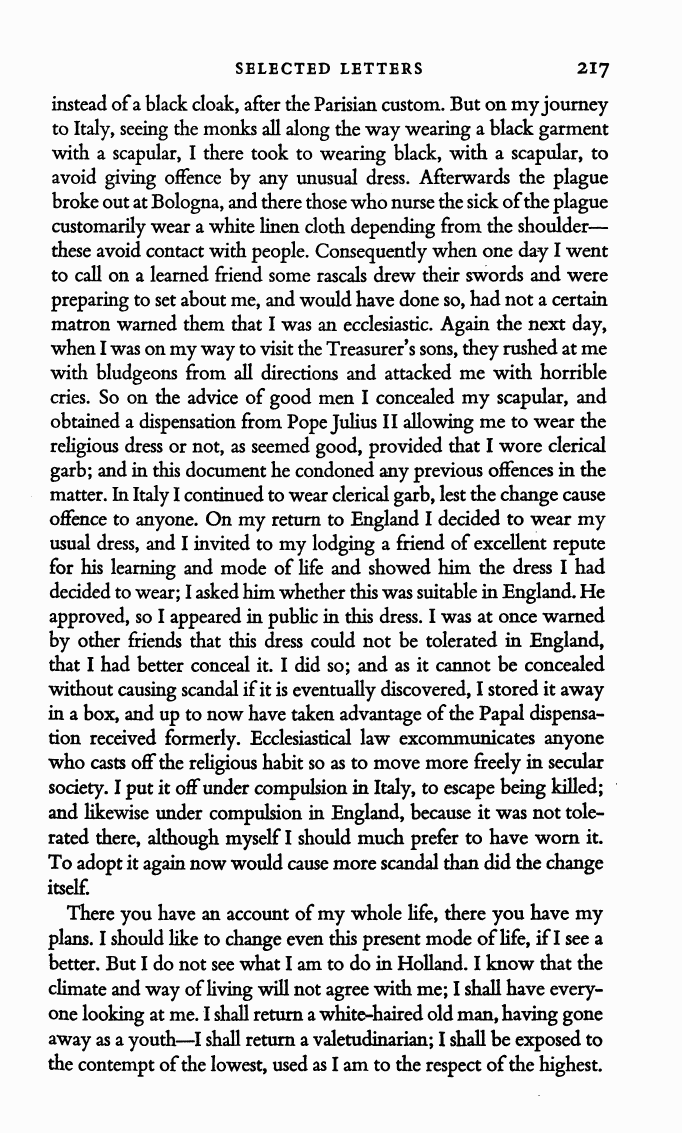 SELECTED LETTERS 217
instead of a black cloak, after the Parisian custom. But on my journey
to Italy, seeing the monks all along the way wearing a black garment
with a scapular, I there took to wearing black, with a scapular, to
avoid giving offence by any unusual dress. Afterwards the plague
broke out at Bologna, and there those who nurse the sick of the plague
customarily wear a white linen cloth depending from the shoulder—
these avoid contact with people. Consequently when one day I went
to call on a learned friend some rascals drew their swords and were
preparing to set about me, and would have done so, had not a certain
matron warned them that I was an ecclesiastic. Again the next day,
when I was on my way to visit the Treasurer's sons, they rushed at me
with bludgeons from all directions and attacked me with horrible
cries. So on the advice of good men I concealed my scapular, and
obtained a dispensation from Pope Julius II allowing me to wear the
religious dress or not, as seemed good, provided that I wore clerical
garb; and in this document he condoned any previous offences in the
matter. In Italy I continued to wear clerical garb, lest the change cause
offence to anyone. On my return to England I decided to wear my
usual dress, and I invited to my lodging a friend of excellent repute
for his learning and mode of life and showed him the dress I had
decided to wear; I asked him whether this was suitable in England. He
approved, so I appeared in public in this dress. I was at once warned
by other friends that this dress could not be tolerated in England,
that I had better conceal it. I did so; and as it cannot be concealed
without causing scandal if it is eventually discovered, I stored it away
in a box, and up to now have taken advantage of the Papal dispensa-
tion received formerly. Ecclesiastical law excommunicates anyone
who casts off the religious habit so as to move more freely in secular
society. I put it off under compulsion in Italy, to escape being killed;
and likewise under compulsion in England, because it was not tole-
rated there, although myself I should much prefer to have worn it.
To adopt it again now would cause more scandal than did the change
itself.
There you have an account of my whole life, there you have my
plans. I should like to change even this present mode of life, if I see a
better. But I do not see what I am to do in Holland. I know that the
climate and way of living will not agree with me; I shall have every-
one looking at me. I shall return a white-haired old man, having gone
away as a youth—I shall return a valetudinarian; I shall be exposed to
the contempt of the lowest, used as I am to the respect of the highest.